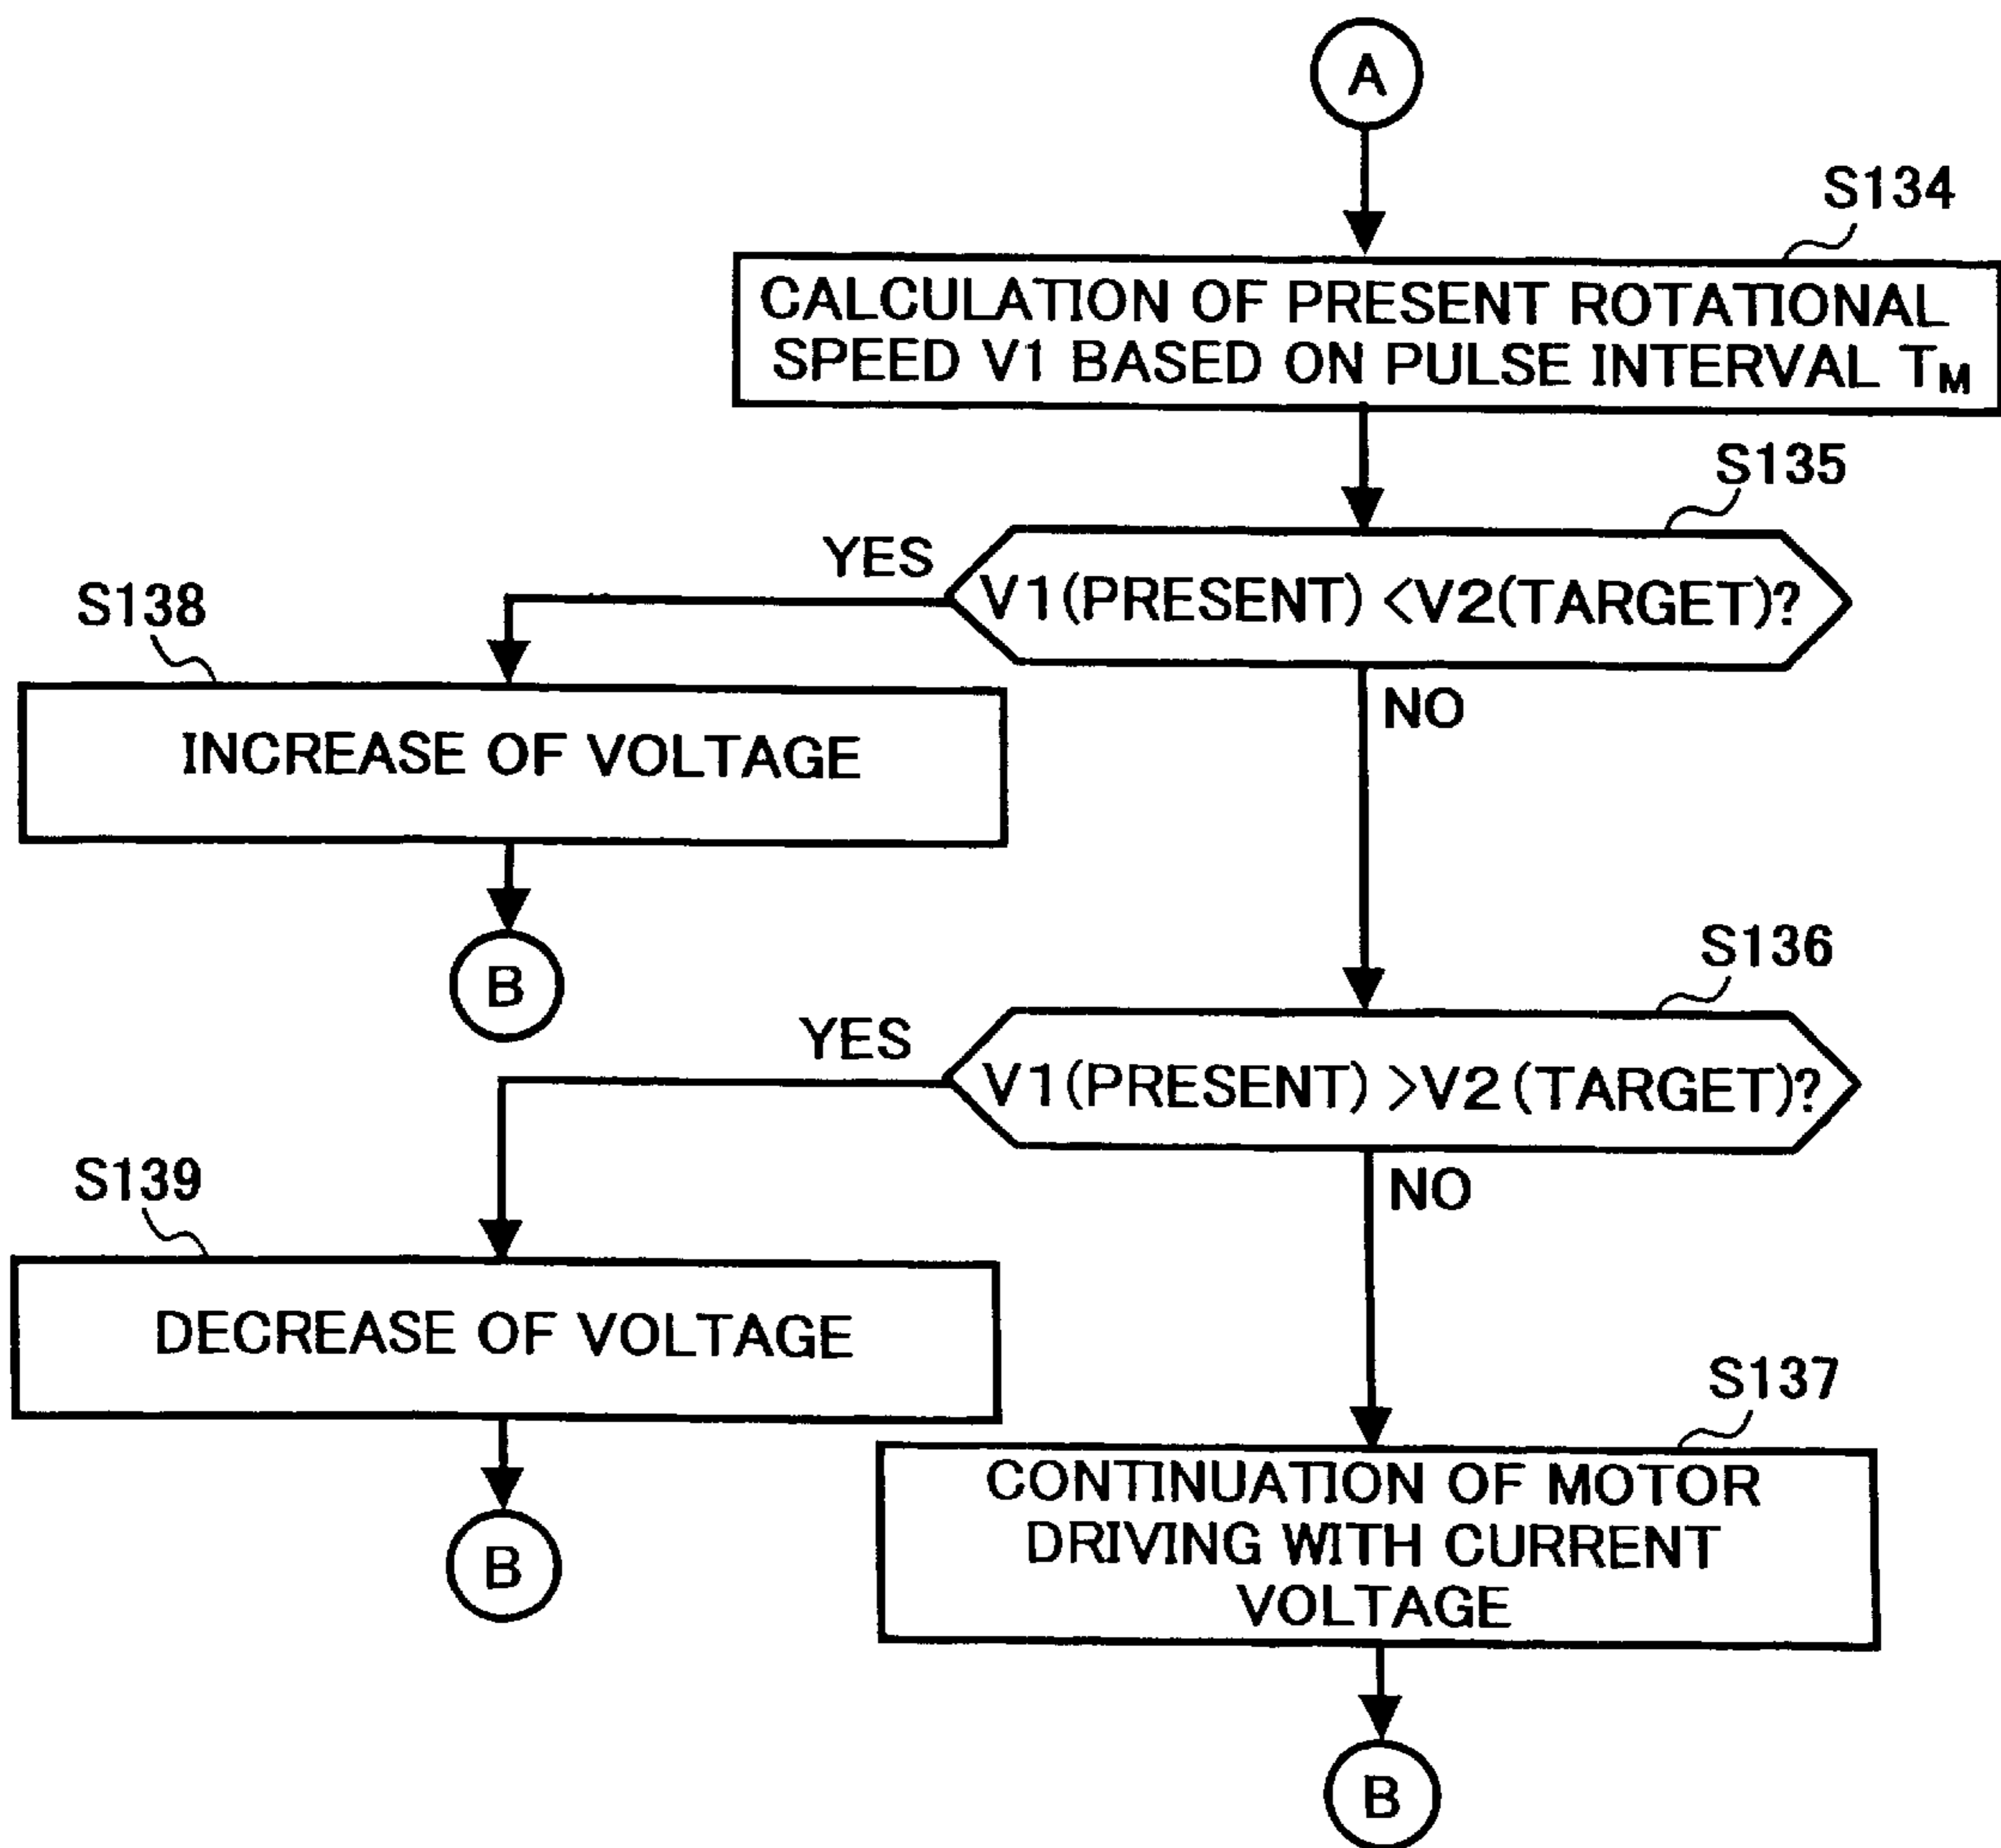 A
S134
CALCULATION OF PRESENT ROTATIONAL
SPEED V1 BASED ON PULSE INTERVAL TM
S135
YES
V1(PRESENT) <V2(TARGET)?
S138
NO
INCREASE OF VOLTAGE
B
S136
YES
V1(PRESENT) >V2 (TARGET)?
S139
NO
DECREASE OF VOLTAGE
S137
CONTINUATION OF MOTOR
DRIVING WITH CURRENT
VOLTAGE
B
B